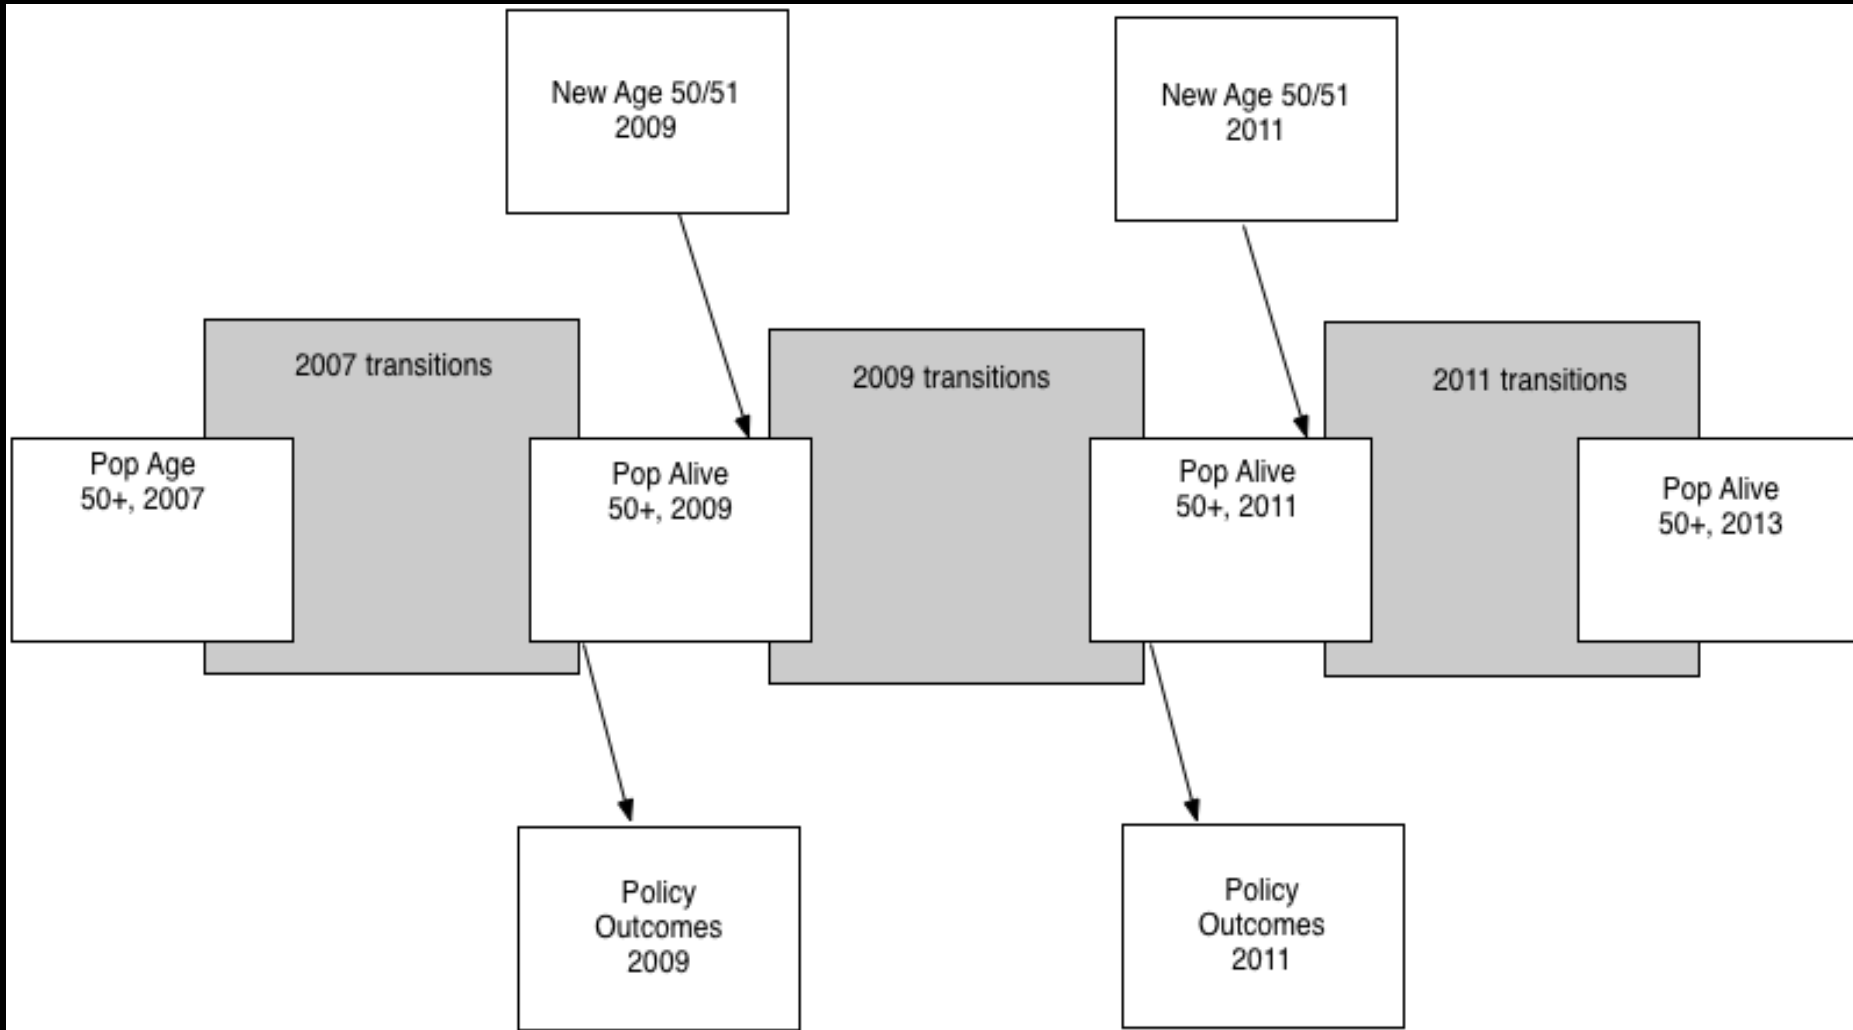 New Age 50/51
2009
New Age 50/51
2011
2007 transitions
2009 transitions
2011 transitions
Pop Age
50+, 2007
Pop Alive
50+, 2009
Pop Alive
50+, 2011
Pop Alive
50+, 2013
Policy
Outcomes
2009
Policy
Outcomes
2011